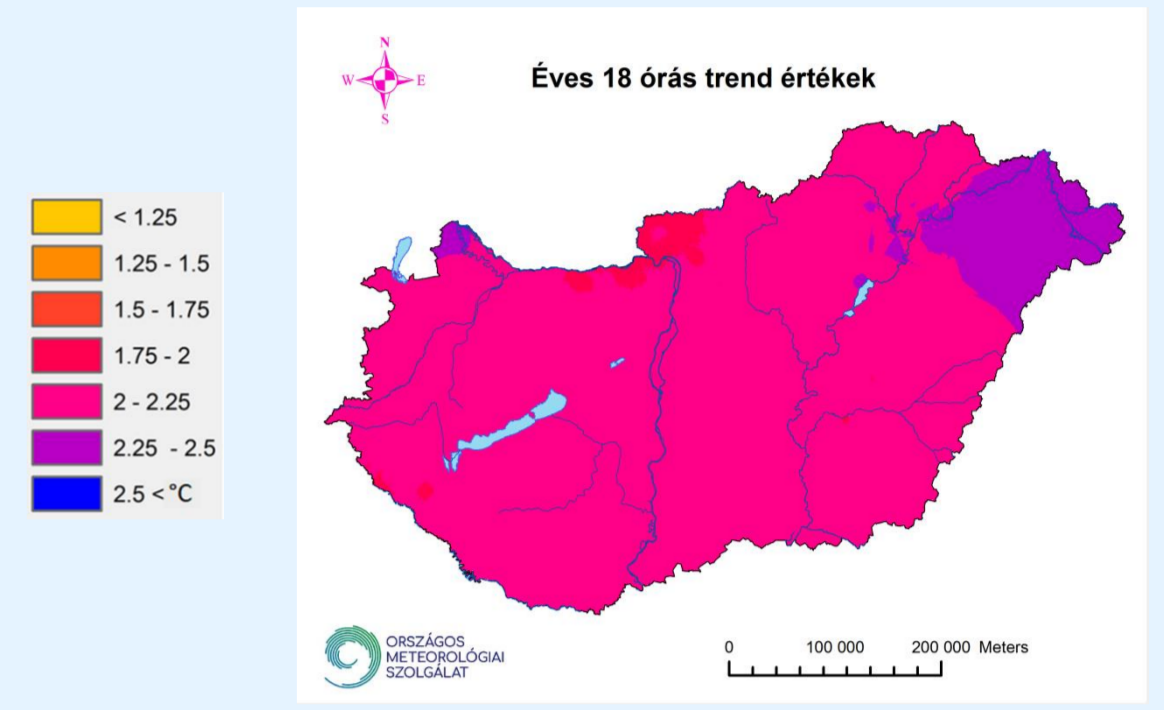 N
W
E
S
Éves 18 órás trend értékek
< 1.25
1.25 - 1.5
1.5 - 1.75
1.75 - 2
2 - 2.25
2.25 - 2.5
2.5 < °C
ORSZÁGOS
METEOROLÓGIAI
SZOLGÁLAT
0 100 000 200 000 Meters